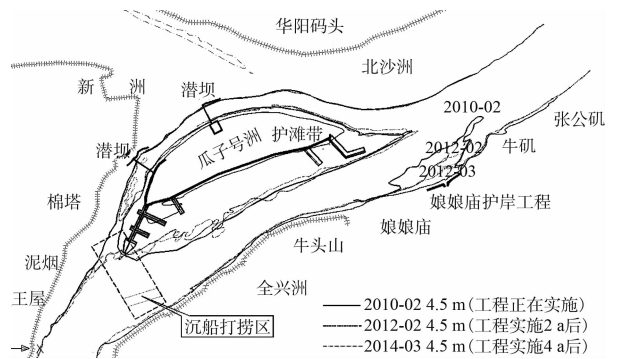 华阳码头
北沙洲
新洲
潜坝
2010-02
张公矶
护滩带
瓜子号洲
潜坝
2012-02
牛矶
2012-03
棉塔
娘娘庙护岸工程
娘娘庙
牛头山
泥烟
全兴洲
王屋
2010-02 4.5 m(工程正在实施)
2012-02 4.5 m(工程实施2 a后)
沉船打捞区
2014-03 4.5 m(工程实施4 a后)